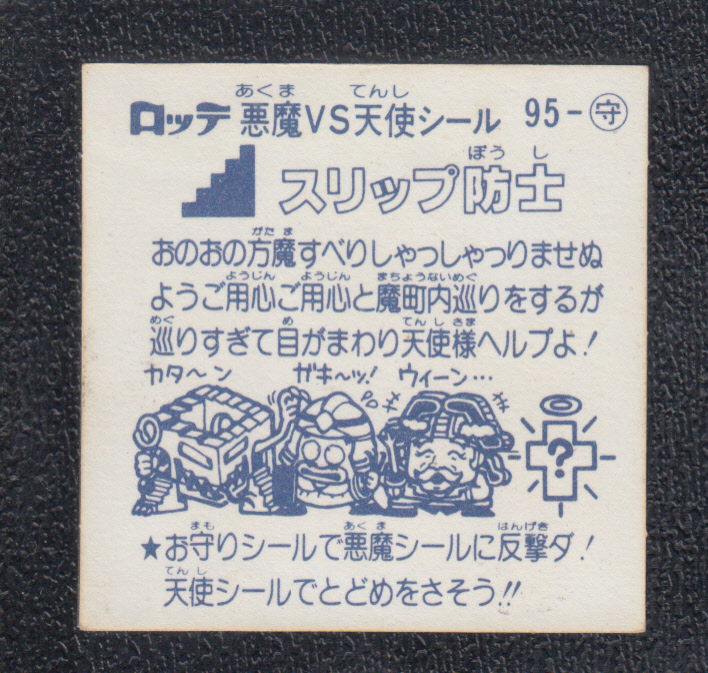 ロッテ 悪魔VS天使シール 95-守
あくま てんし
スリップ防士
ぼうし
おのおの方魔すべりしゃっしゃつりませぬ
がたま
ようご用心ご用心と魔町内巡りをするが
ようじん ようじん まちょうないめぐ
巡りすぎて目がまわり天使様ヘルプよ!
めぐ め てんしさま
カタ〜ン ガキ〜ッ! ウィーン…
?
★お守りシールで悪魔シールに反撃ダ!
まも あくま はんげき
天使シールでとどめをさそう!!
てんし